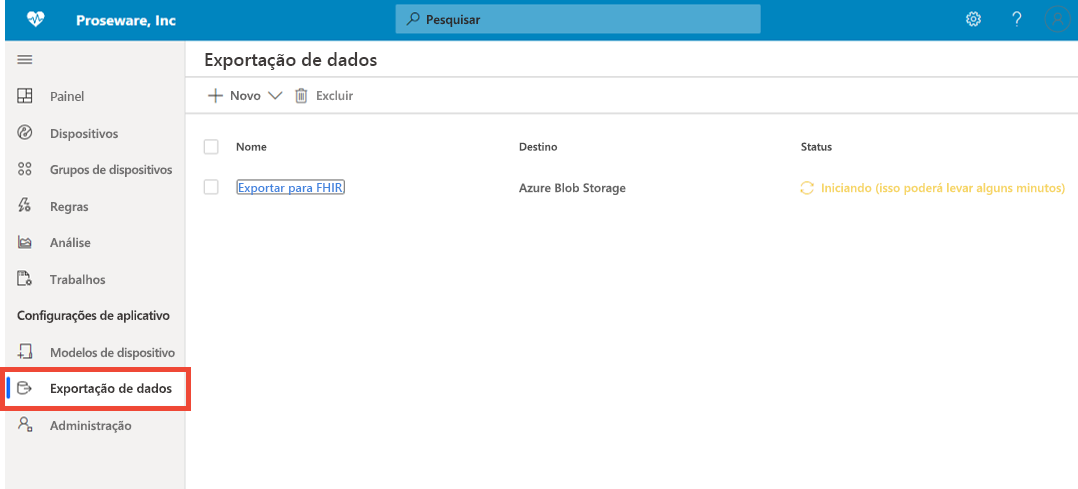 Proseware, Inc
Pesquisar
?
Exportação de dados
Novo
Excluir
Painel
Dispositivos
Grupos de dispositivos
Regras
Análise
Trabalhos
Configurações de aplicativo
Modelos de dispositivo
Exportação de dados
Administração
Nome Destino Status
Exportar para FHIR Azure Blob Storage Iniciando (isso poderá levar alguns minutos)